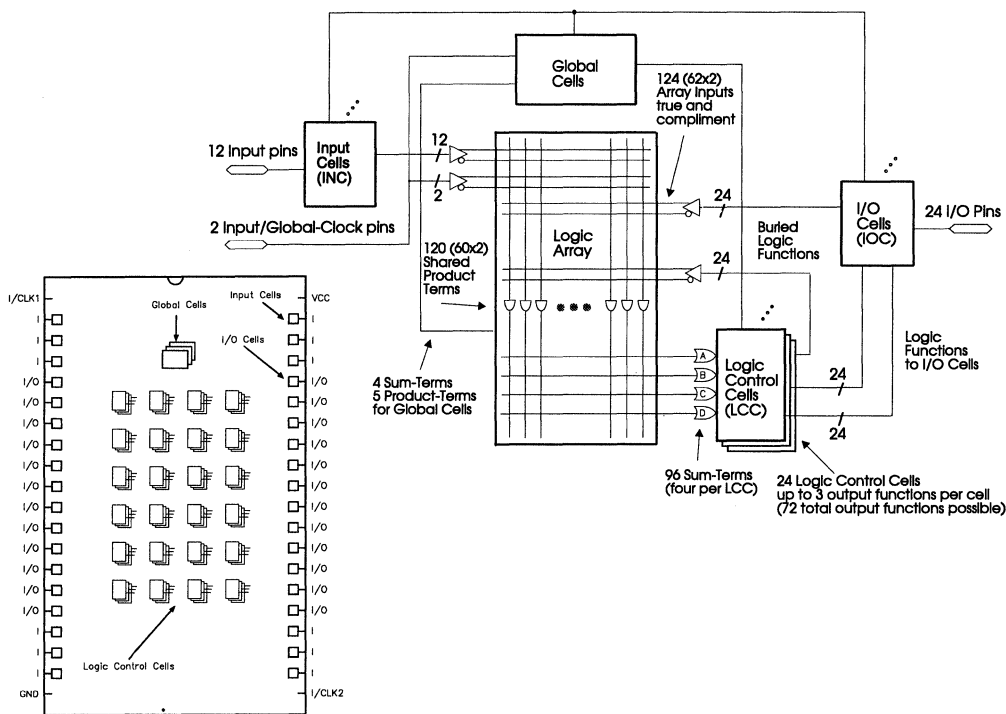 Global
Cells
124 (62x2)
Array Inputs
true and
compliment
12 Input pins
Input
Cells
(INC)
12
2
24
I/O
Cells
(IOC)
24 I/O Pins
2 Input/Global-Clock pins
120 (60x2)
Shared
Product
Terms
Logic
Array
Buried
Logic
Functions
24
A
B
C
D
Logic
Control
Cells
(LCC)
Logic
Functions
to I/O Cells
24
24
4 Sum-Terms
5 Product-Terms
for Global Cells
96 Sum-Terms
(four per LCC)
24 Logic Control Cells
up to 3 output functions per cell
(72 total output functions possible)
I/CLK1
I
I
I
I/O
I/O
I/O
I/O
I/O
I/O
I/O
I/O
I/O
I/O
I/O
I/O
I
I
I
GND
Global Cells
Input Cells
I/O Cells
Logic Control Cells
VCC
I
I
I
I/O
I/O
I/O
I/O
I/O
I/O
I/O
I/O
I/O
I/O
I/O
I/O
I
I
I
I/CLK2